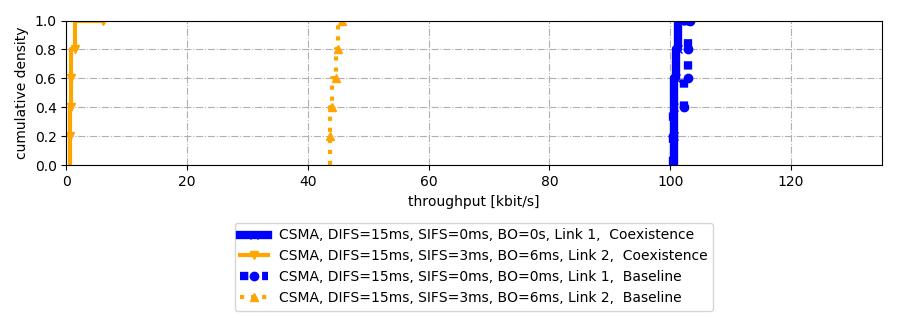 1.0
0.8
0.6
0.4
0.2
0.0
cumulative density
0 20 40 60 80 100 120
throughput [kbit/s]
CSMA, DIFS=15ms, SIFS=0ms, BO=0s, Link 1,  Coexistence
CSMA, DIFS=15ms, SIFS=3ms, BO=6ms, Link 2,  Coexistence
CSMA, DIFS=15ms, SIFS=0ms, BO=0ms, Link 1,  Baseline
CSMA, DIFS=15ms, SIFS=3ms, BO=6ms, Link 2,  Baseline